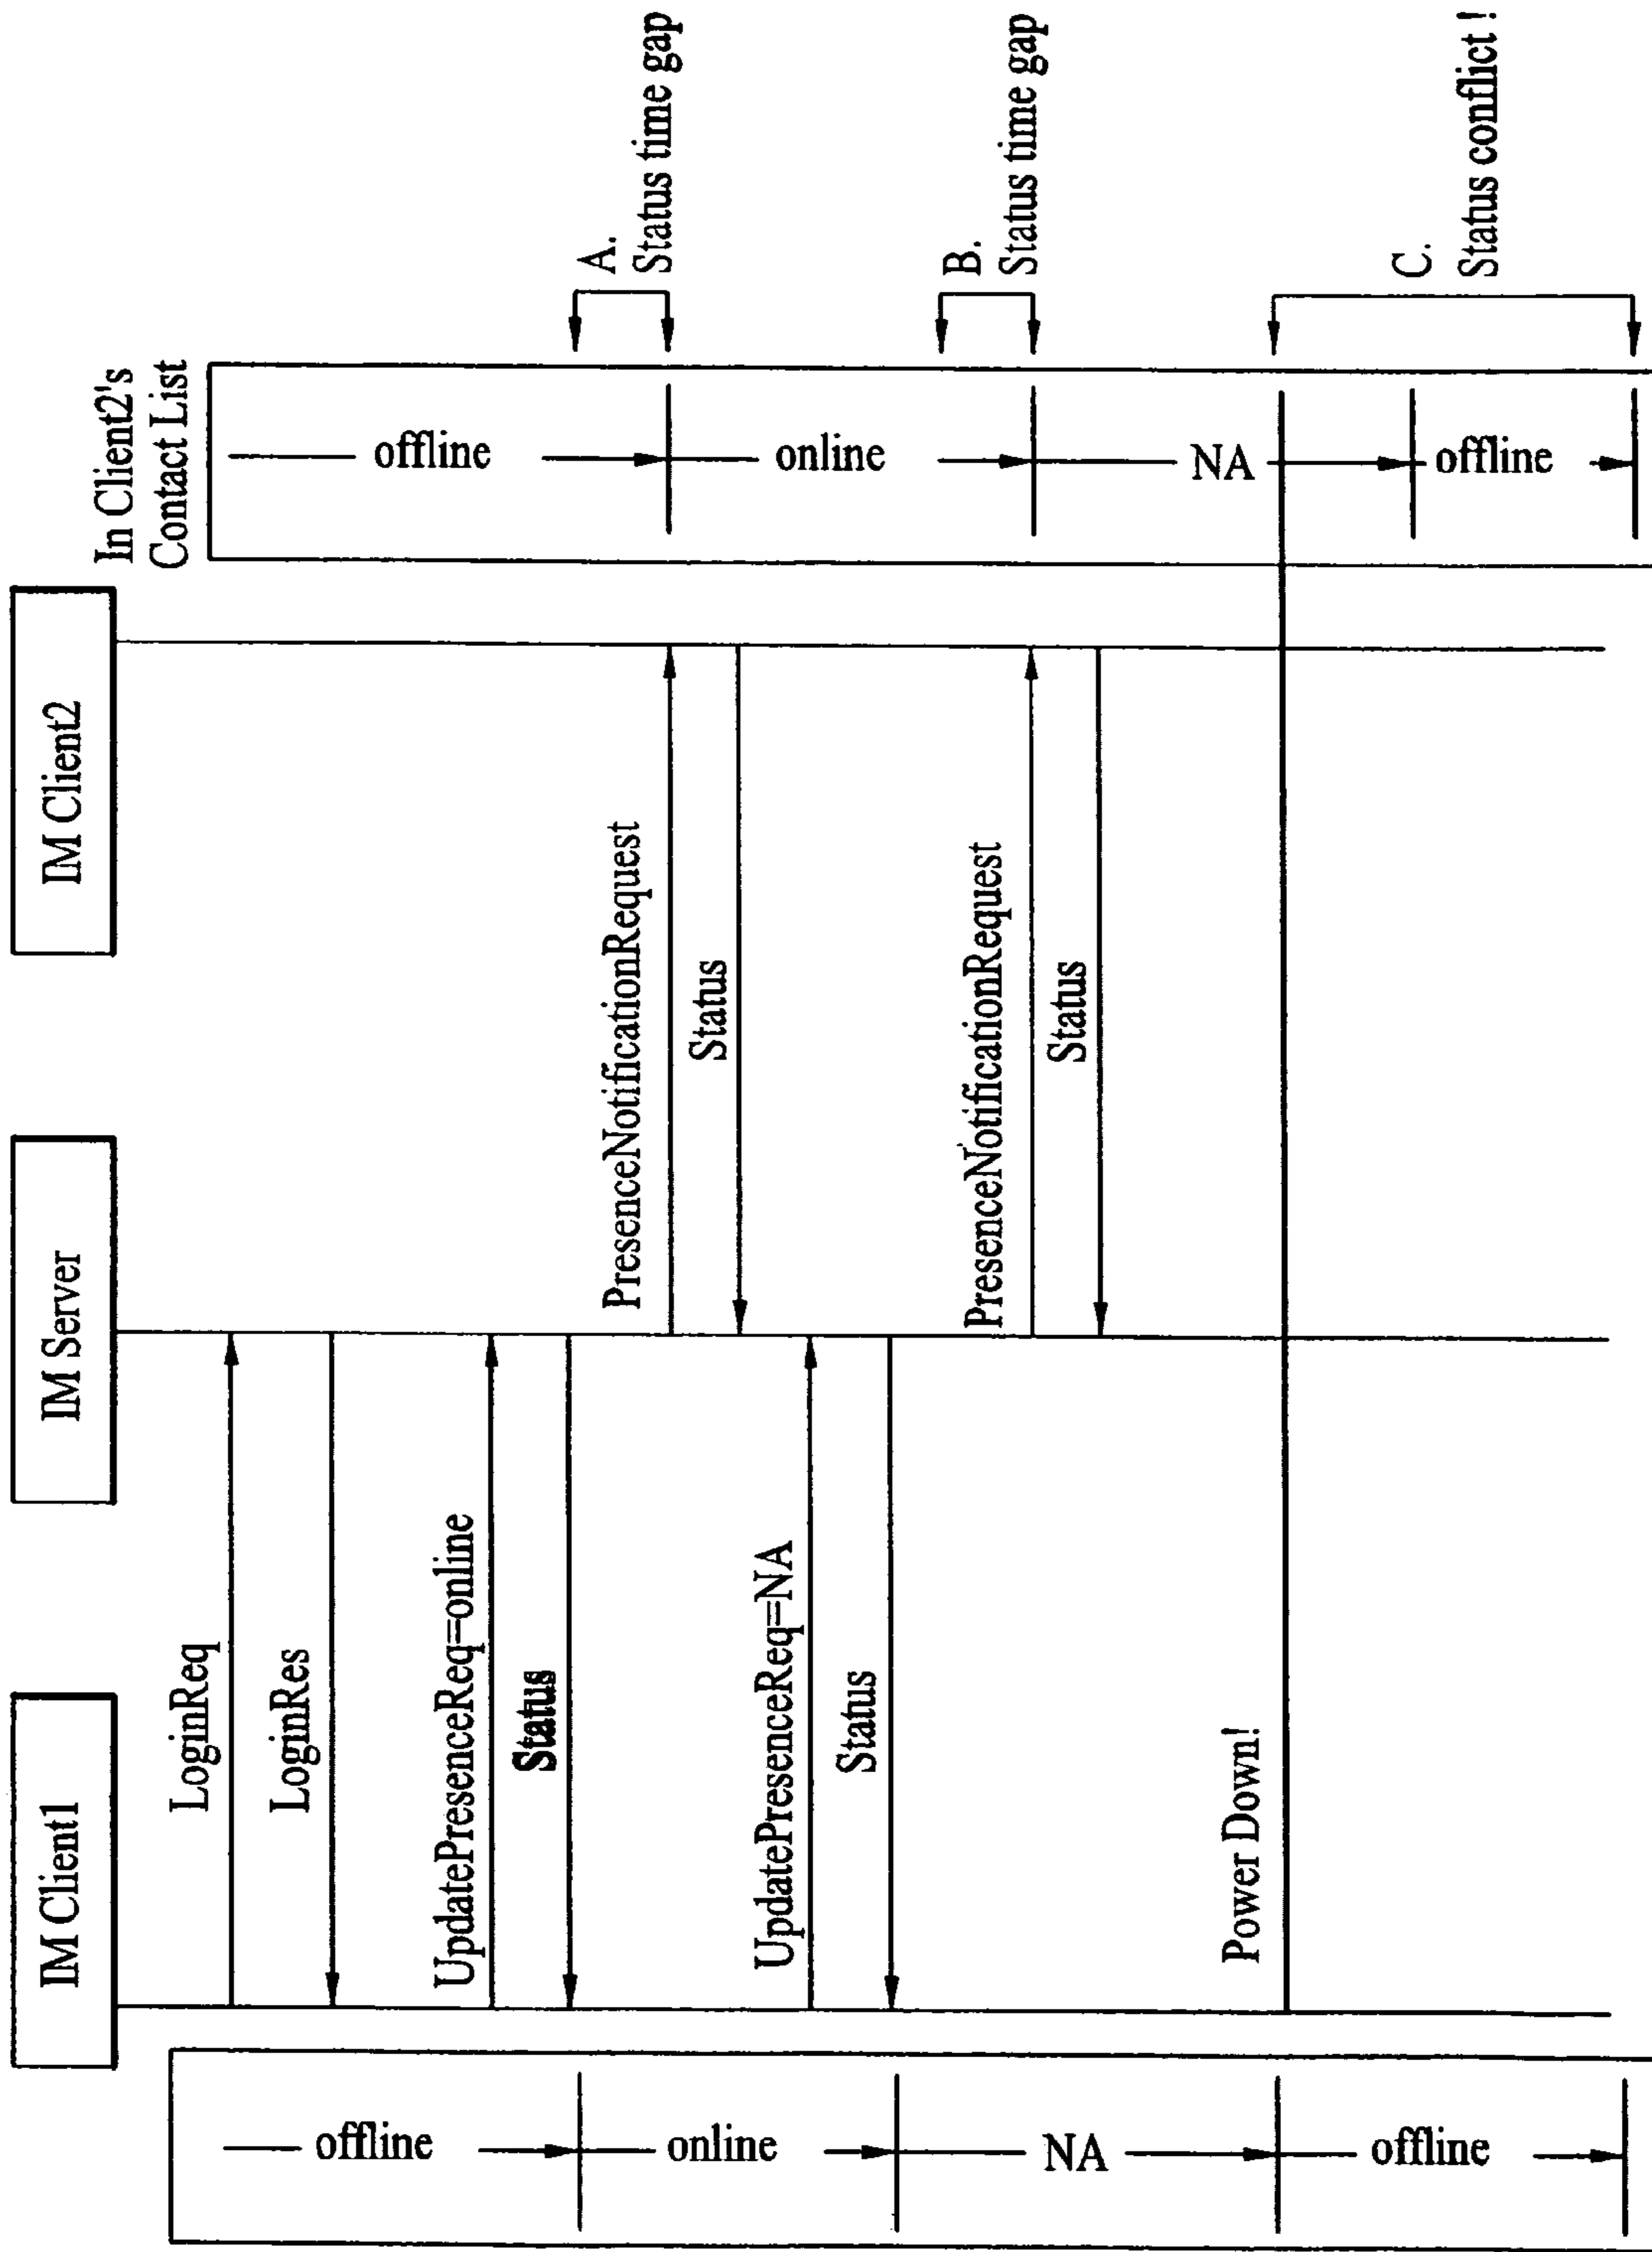 IM Client1
IM Server
IM Client2
In Client2's
Contact List
LoginReq
LoginRes
UpdatePresenceReq=online
Status
PresenceNotificationRequest
Status
UpdatePresenceReq=NA
Status
PresenceNotificationRequest
Status
Power Down!
offline
online
NA
offline
offline
online
NA
offline
A.
Status time gap
B.
Status time gap
C.
Status conflict !